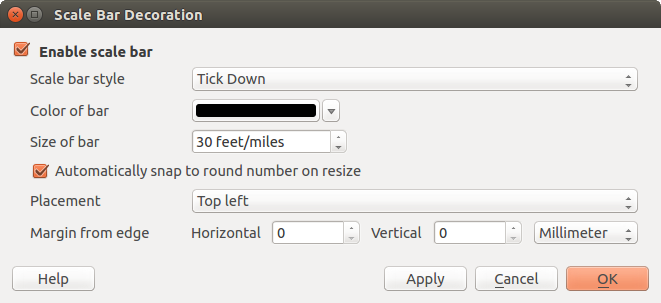 Scale Bar Decoration
Enable scale bar
Scale bar style Tick Down
Color of bar
Size of bar 30 feet/miles
Automatically snap to round number on resize
Placement Top left
Margin from edge Horizontal 0 Vertical 0 Millimeter
Help Apply Cancel OK